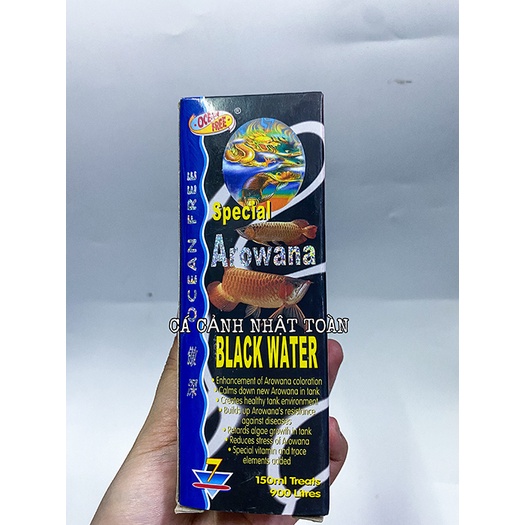 OCEAN
FREE
Special
Arowana
CÁ CẢNH NHẬT TOÀN
BLACK WATER
• Enhancement of Arowana coloration
• Calms down new Arowana in tank
• Creates healthy tank environment
• Build-up Arowana's resistance
against diseases
• Retards algae growth in tank
• Reduces stress of Arowana
• Special vitamin and trace
elements added
150ml Treats
900 Litres
OCEAN FREE
7